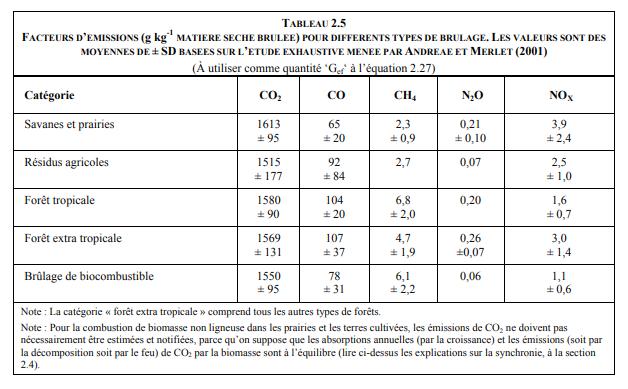 TABLEAU 2.5
FACTEURS D'EMISSIONS (g kg-1 MATIERE SECHE BRULEE) POUR DIFFERENTS TYPES DE BRULAGE. LES VALEURS SONT DES
MOYENNES DE ± SD BASEES SUR L'ETUDE EXHAUSTIVE MENEE PAR ANDREAE ET MERLET (2001)
(À utiliser comme quantité 'Gef' à l'équation 2.27)
Catégorie CO2 CO CH4 N2O NOX
Savanes et prairies 1613 65 2,3 0,21 3,9
± 95 ± 20 ± 0,9 ± 0,10 ± 2,4
Résidus agricoles 1515 92 2,7 0,07 2,5
± 177 ± 84 ± 1,0
Forêt tropicale 1580 104 6,8 0,20 1,6
± 90 ± 20 ± 2,0 ± 0,7
Forêt extra tropicale 1569 107 4,7 0,26 3,0
± 131 ± 37 ± 1,9 ±0,07 ± 1,4
Brûlage de biocombustible 1550 78 6,1 0,06 1,1
± 95 ± 31 ± 2,2 ± 0,6
Note : La catégorie « forêt extra tropicale » comprend tous les autres types de forêts.
Note : Pour la combustion de biomasse non ligneuse dans les prairies et les terres cultivées, les émissions de CO2 ne doivent pas
nécessairement être estimées et notifiées, parce qu'on suppose que les absorptions annuelles (par la croissance) et les émissions (soit par
la décomposition soit par le feu) de CO2 par la biomasse sont à l'équilibre (lire ci-dessus les explications sur la synchronie, à la section
2.4).